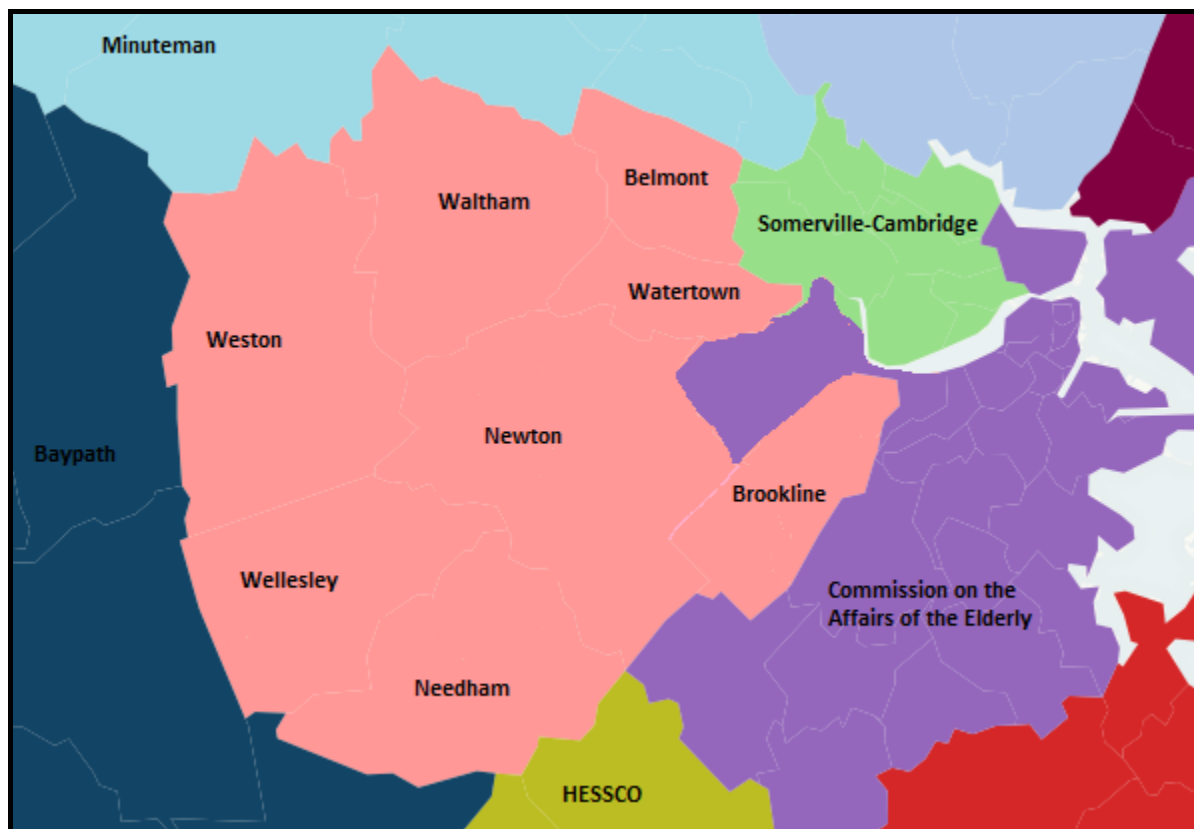 Minuteman
Belmont
Waltham
Somerville-Cambridge
Watertown
Weston
Newton
Baypath
Brookline
Wellesley
Commission on the
Affairs of the Elderly
Needham
HESSCO